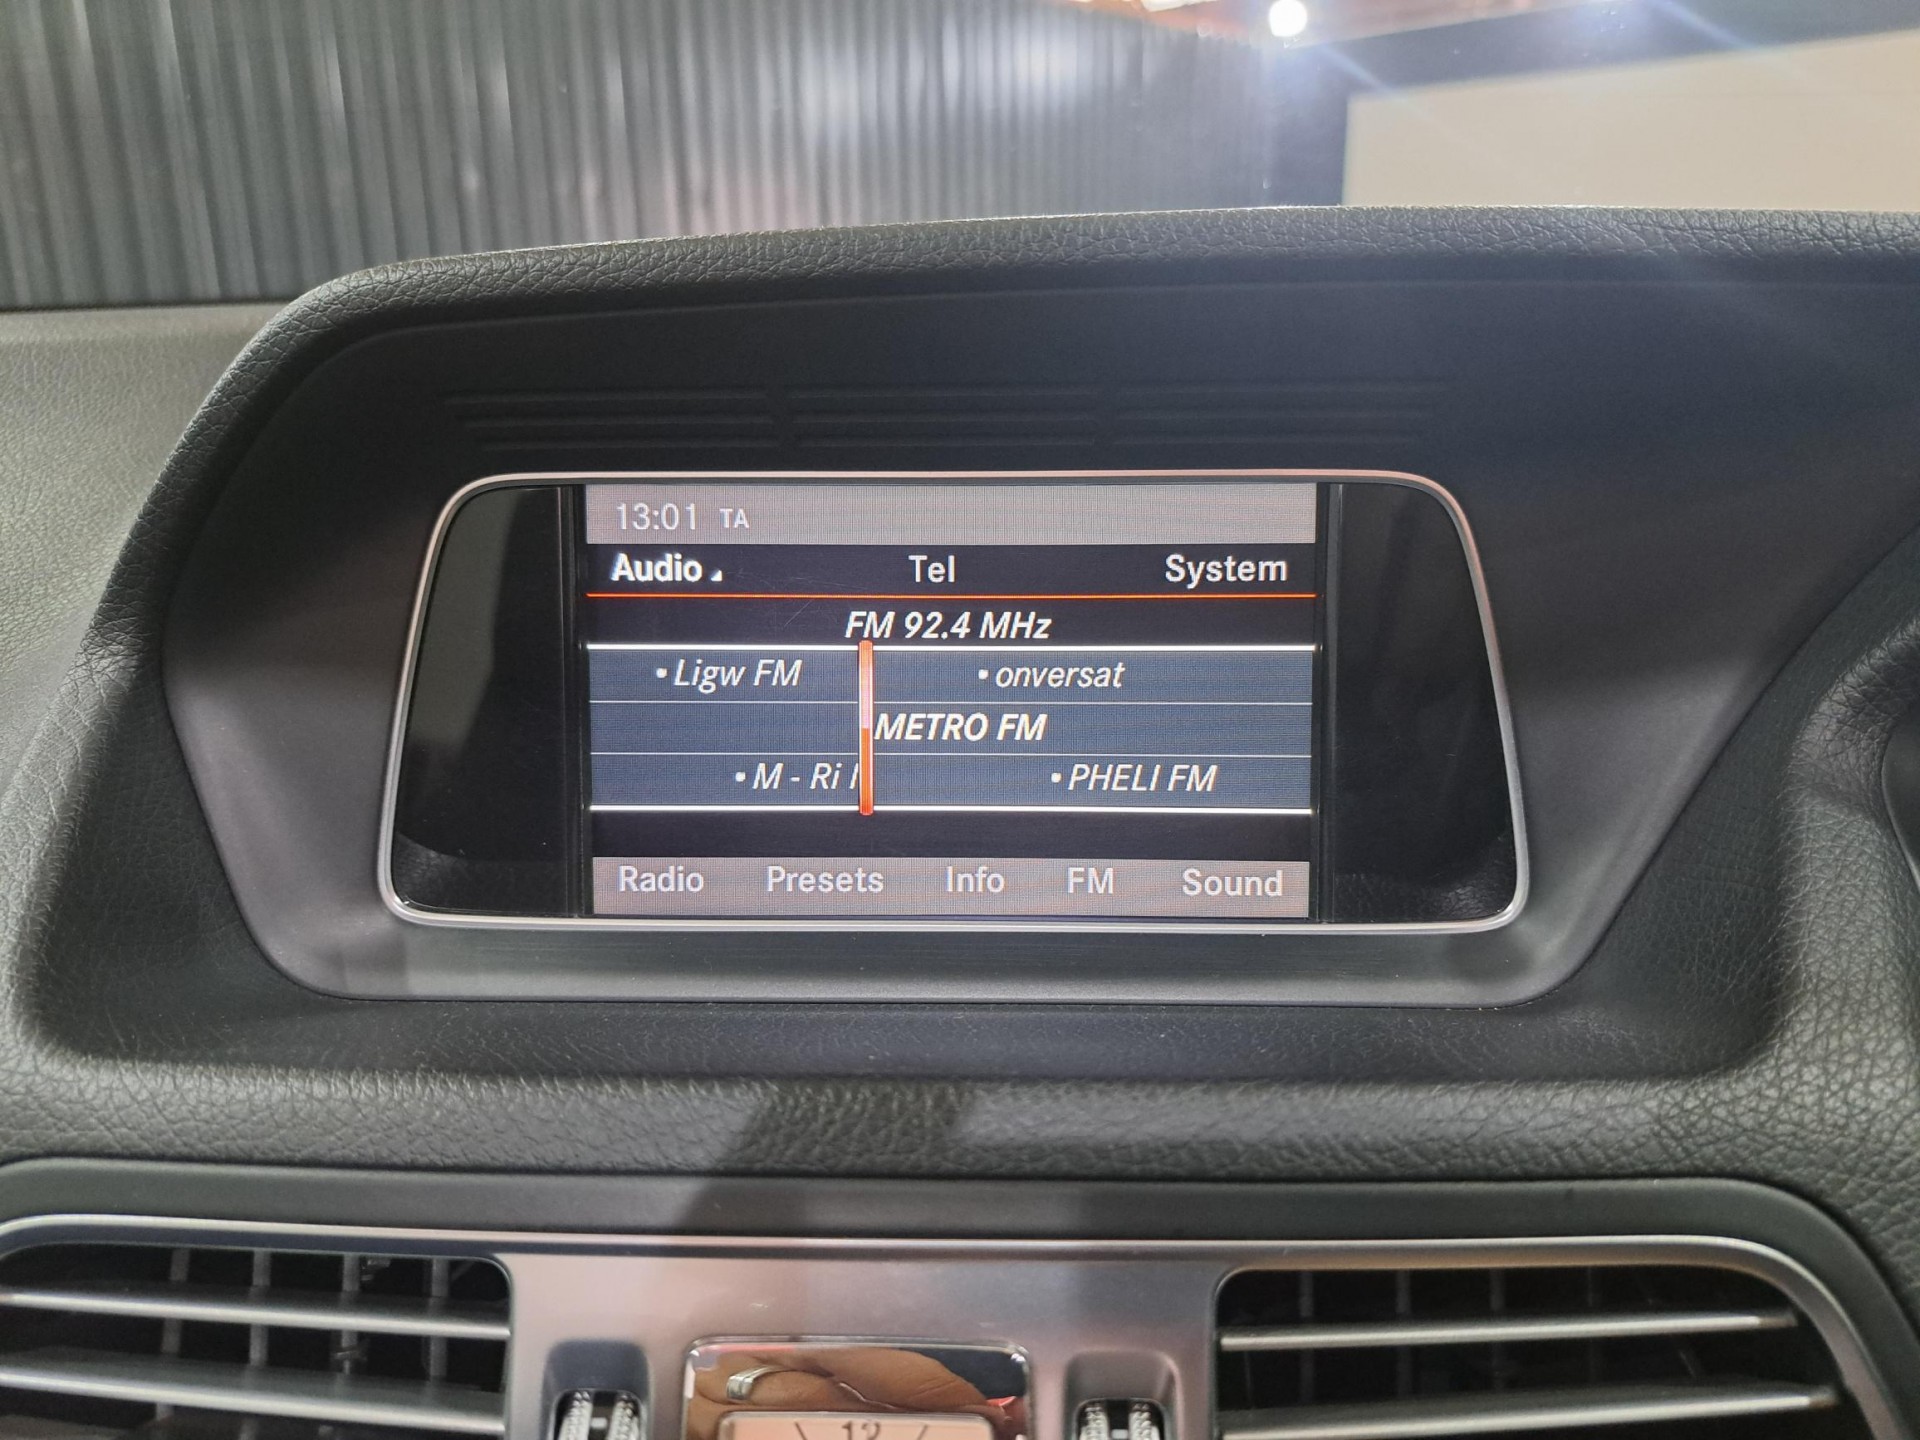 13:01 TA
Audio Tel System
FM 92.4 MHz
•Ligw FM •onversat
METRO FM
•M - Ri •PHELI FM
Radio Presets Info FM Sound
12